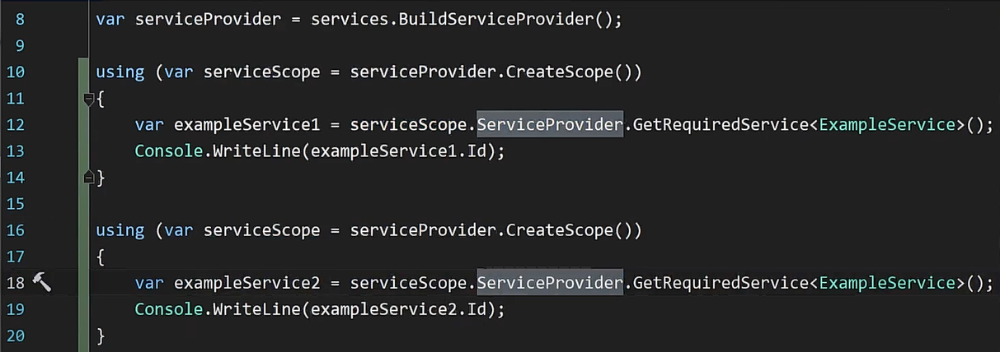 8 var serviceProvider = services.BuildServiceProvider();
9
10 using (var serviceScope = serviceProvider.CreateScope())
11 {
12 var exampleService1 = serviceScope.ServiceProvider.GetRequiredService<ExampleService>();
13 Console.WriteLine(exampleService1.Id);
14 }
15
16 using (var serviceScope = serviceProvider.CreateScope())
17 {
18 var exampleService2 = serviceScope.ServiceProvider.GetRequiredService<ExampleService>();
19 Console.WriteLine(exampleService2.Id);
20 }